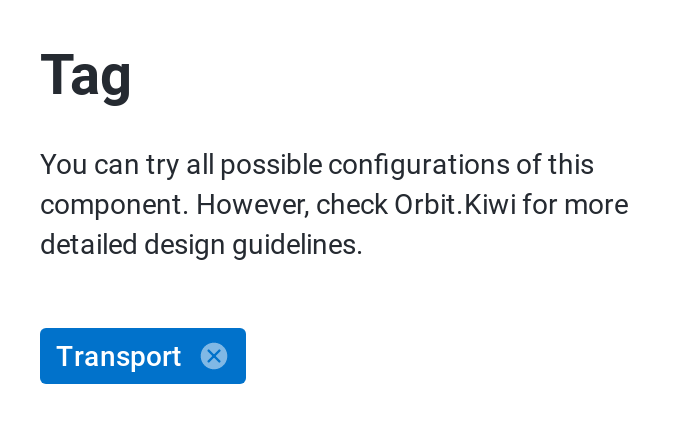 Tag
You can try all possible configurations of this
component. However, check Orbit.Kiwi for more
detailed design guidelines.
Transport